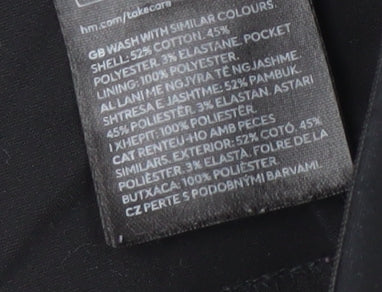 hm.com/takecare
GB WASH WITH SIMILAR COLOURS.
SHELL: 52% COTTON, 45%
POLYESTER, 3% ELASTANE. POCKET
LINING: 100% POLYESTER.
AL LANI ME NGJYRA TË NGJASHME.
SHTRESA E JASHTME: 52% PAMBUK,
45% POLIESTËR, 3% ELASTAN. ASTARI
I XHEPIT: 100% POLIESTËR.
CAT RENTEU-HO AMB PECES
SIMILARS. EXTERIOR: 52% COTÓ, 45%
POLIÈSTER, 3% ELASTÀ. FOLRE DE LA
BUTXACA: 100% POLIÈSTER.
CZ PERTE S PODOBNÝMI BARVAMI.